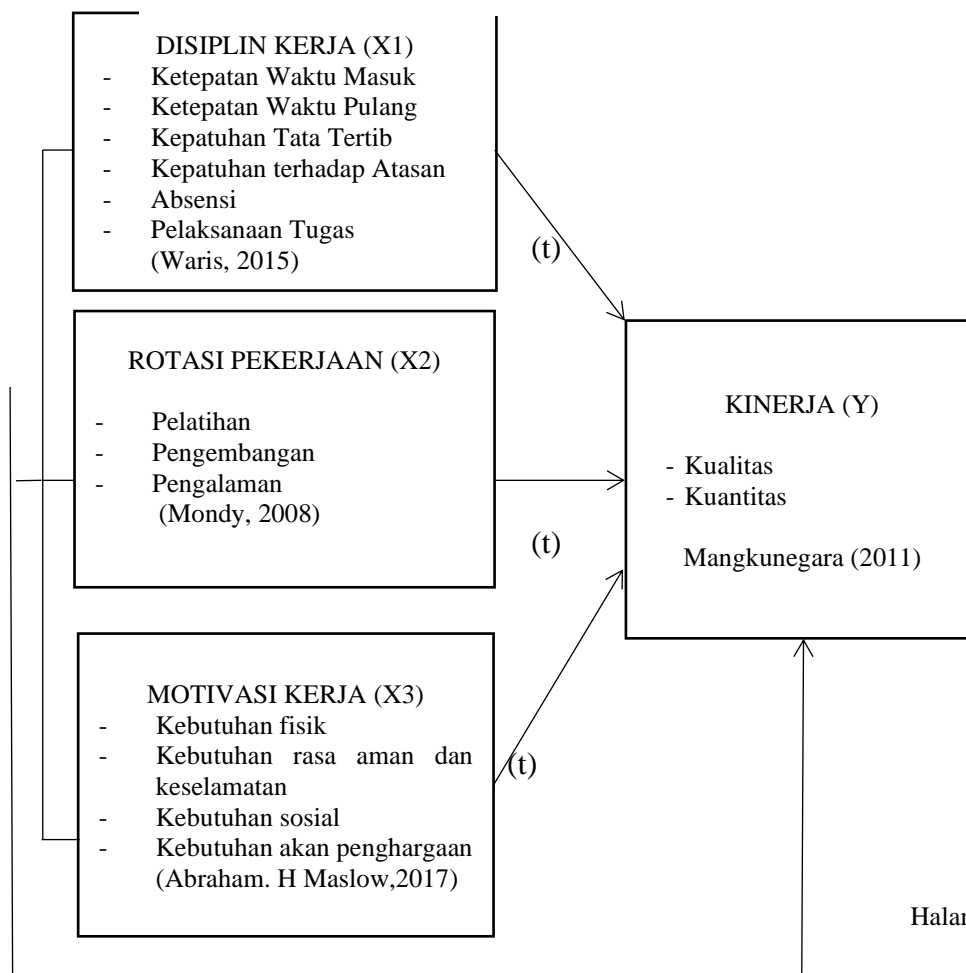 DISIPLIN KERJA (X1)
- Ketepatan Waktu Masuk
- Ketepatan Waktu Pulang
- Kepatuhan Tata Tertib
- Kepatuhan terhadap Atasan
- Absensi
- Pelaksanaan Tugas
(Waris, 2015)
(t)
ROTASI PEKERJAAN (X2)
- Pelatihan
- Pengembangan
- Pengalaman
(Mondy, 2008)
(t)
MOTIVASI KERJA (X3)
- Kebutuhan fisik
- Kebutuhan rasa aman dan
keselamatan
- Kebutuhan sosial
- Kebutuhan akan penghargaan
(Abraham. H Maslow,2017)
(t)
KINERJA (Y)
- Kualitas
- Kuantitas
Mangkunegara (2011)